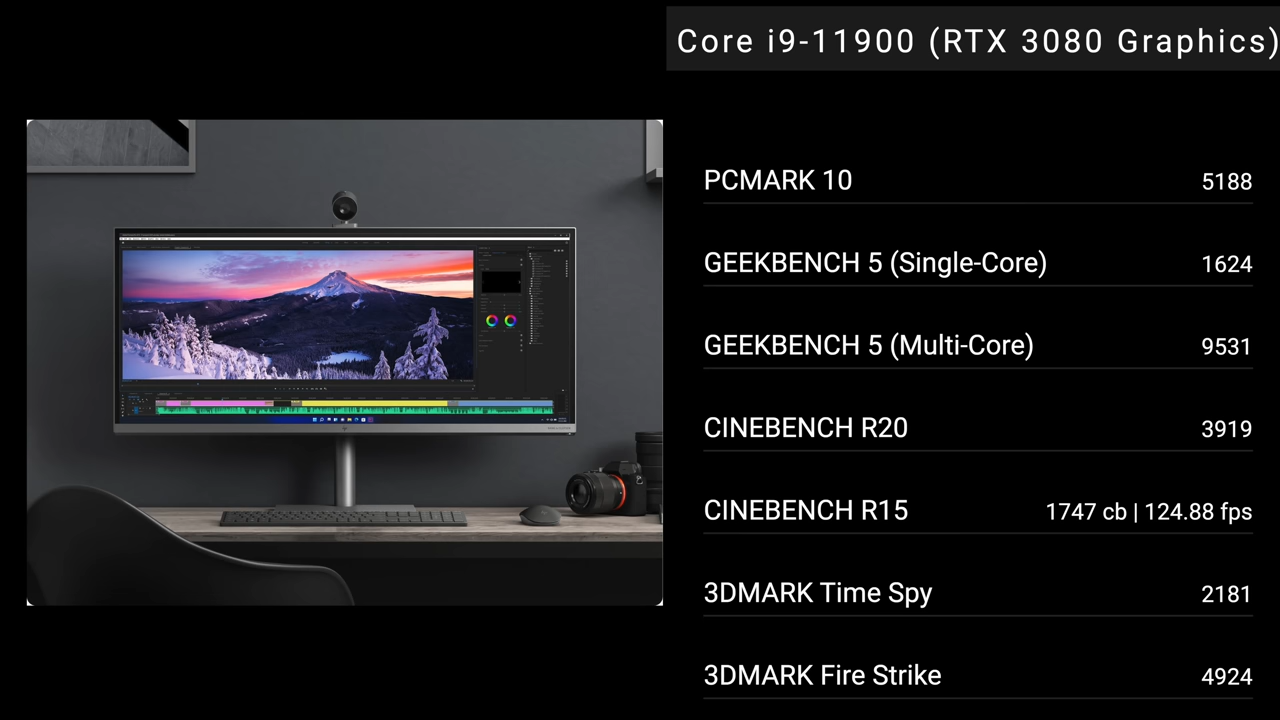 Core i9-11900 (RTX 3080 Graphics)
PCMARK 10 5188
GEEKBENCH 5 (Single-Core) 1624
GEEKBENCH 5 (Multi-Core) 9531
CINEBENCH R20 3919
CINEBENCH R15 1747 cb | 124.88 fps
3DMARK Time Spy 2181
3DMARK Fire Strike 4924